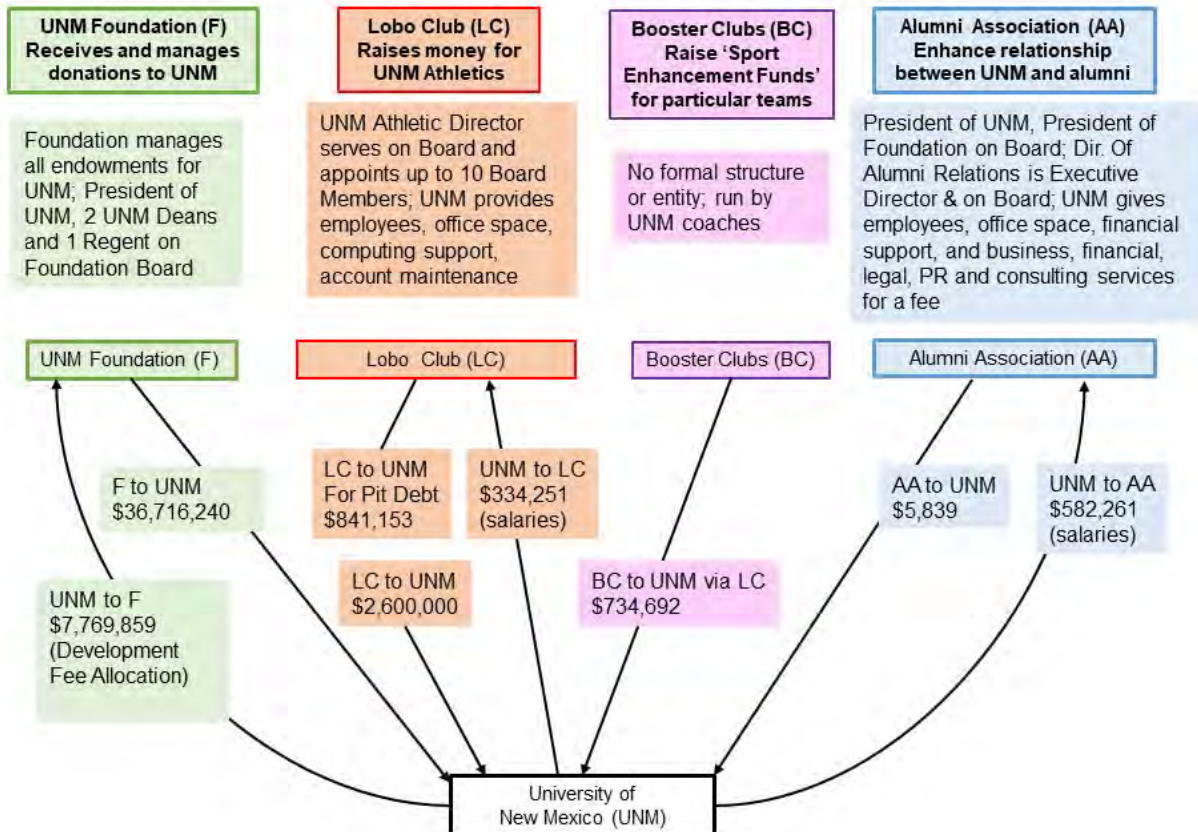 UNM Foundation (F)
Receives and manages
donations to UNM
Lobo Club (LC)
Raises money for
UNM Athletics
Booster Clubs (BC)
Raise ‘Sport
Enhancement Funds’
for particular teams
Alumni Association (AA)
Enhance relationship
between UNM and alumni
Foundation manages
all endowments for
UNM; President of
UNM, 2 UNM Deans
and 1 Regent on
Foundation Board
UNM Athletic Director
serves on Board and
appoints up to 10 Board
Members; UNM provides
employees, office space,
computing support,
account maintenance
No formal structure
or entity; run by
UNM coaches
President of UNM, President of
Foundation on Board; Dir. Of
Alumni Relations is Executive
Director & on Board; UNM gives
employees, office space, financial
support, and business, financial,
legal, PR and consulting services
for a fee
UNM Foundation (F)
Lobo Club (LC)
Booster Clubs (BC)
Alumni Association (AA)
F to UNM
$36,716,240
LC to UNM
For Pit Debt
$841,153
UNM to LC
$334,251
(salaries)
AA to UNM
$5,839
UNM to AA
$582,261
(salaries)
UNM to F
$7,769,859
(Development
Fee Allocation)
LC to UNM
$2,600,000
BC to UNM via LC
$734,692
University of
New Mexico (UNM)